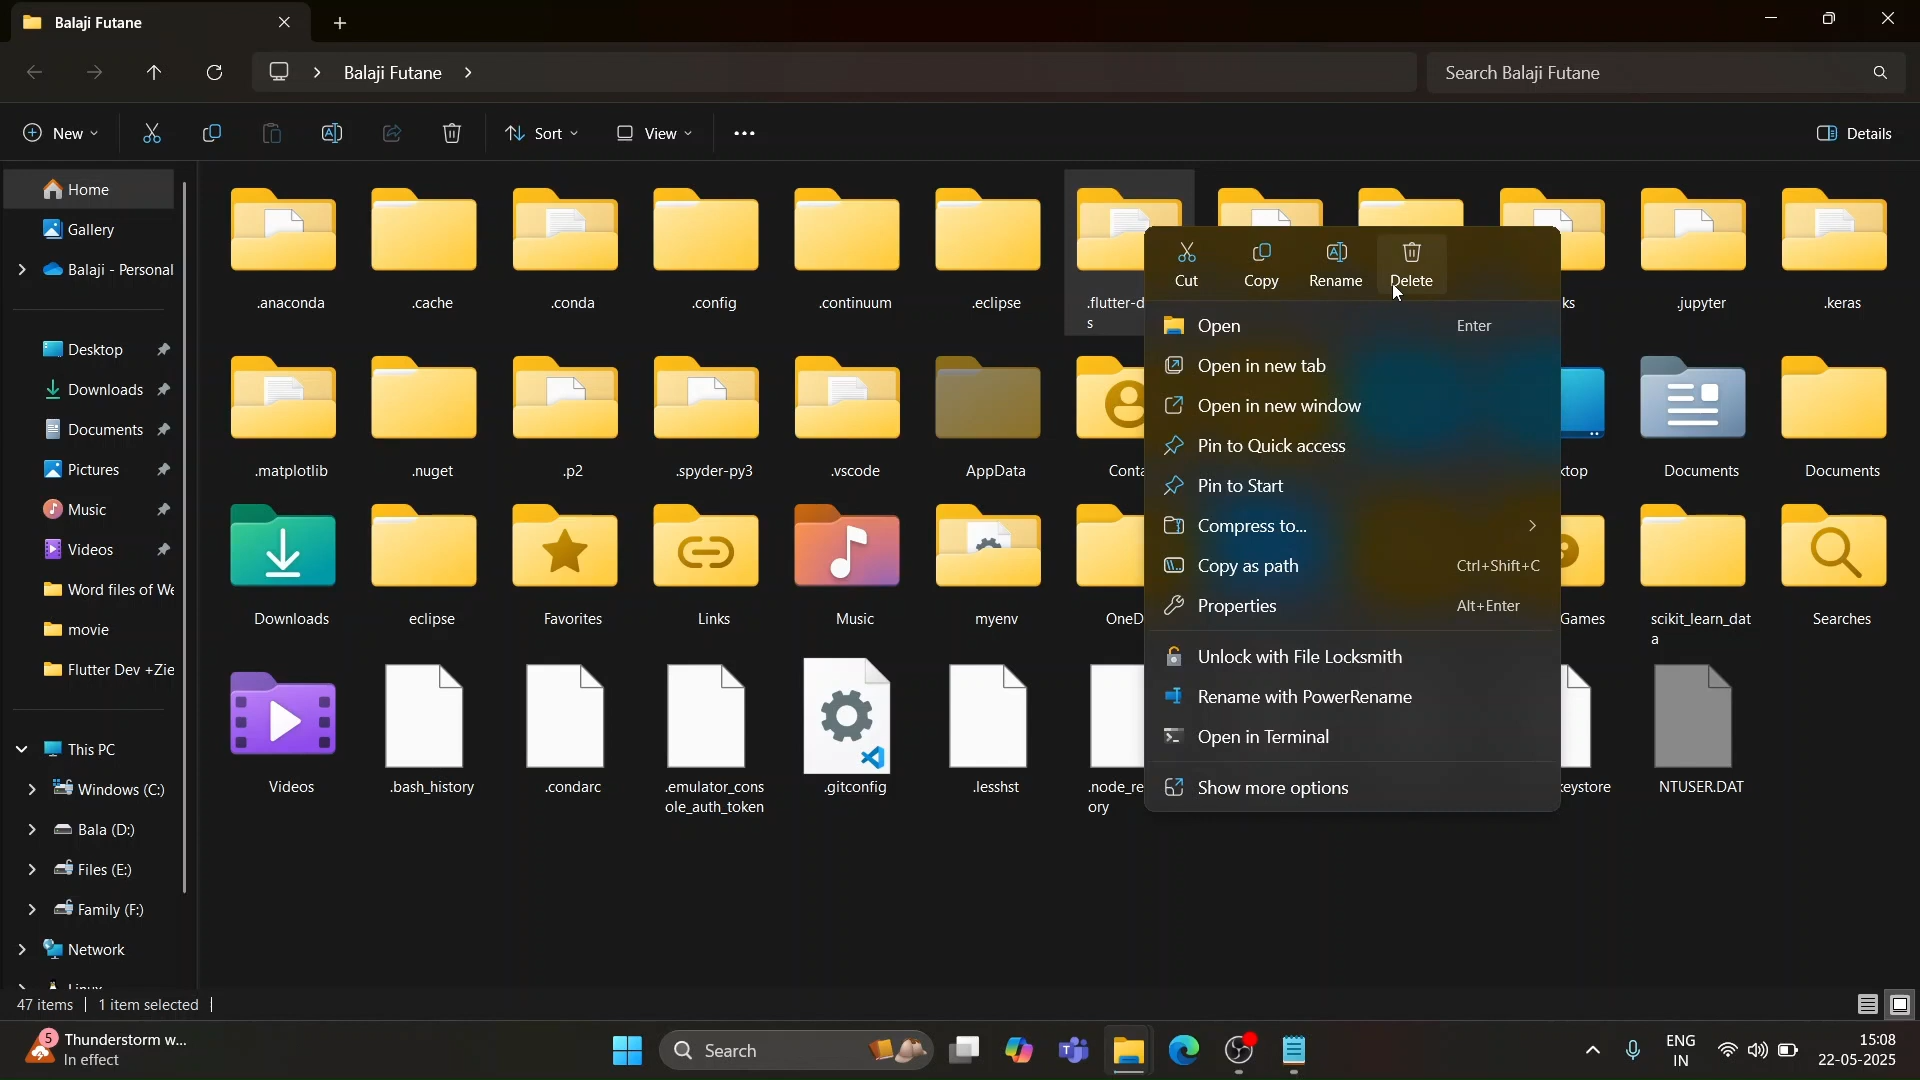 Balaji Futane
Balaji Futane
Search Balaji Futane
New
Sort
View
Details
Home
Gallery
Balaji - Personal
Desktop
Downloads
Documents
Pictures
Music
Videos
Word files of We
movie
Flutter Dev +Zie
This PC
Windows (C:)
Bala (D:)
Files (E:)
Family (F:)
Network
.anaconda
.cache
.conda
.config
.continuum
.eclipse
.flutter-d
s
ks
.jupyter
.keras
.matplotlib
.nuget
.p2
.spyder-py3
.vscode
AppData
Conta
ktop
Documents
Documents
Downloads
eclipse
Favorites
Links
Music
myenv
OneD
Games
scikit_learn_dat
a
Searches
Videos
.bash_history
.condarc
.emulator_cons
ole_auth_token
.gitconfig
.lesshst
.node_re
ory
eystore
NTUSER.DAT
Cut
Copy
Rename
Delete
Open Enter
Open in new tab
Open in new window
Pin to Quick access
Pin to Start
Compress to...
Copy as path Ctrl+Shift+C
Properties Alt+Enter
Unlock with File Locksmith
Rename with PowerRename
Open in Terminal
Show more options
47 items
1 item selected
5
Thunderstorm w...
In effect
Search
ENG
IN
15:08
22-05-2025